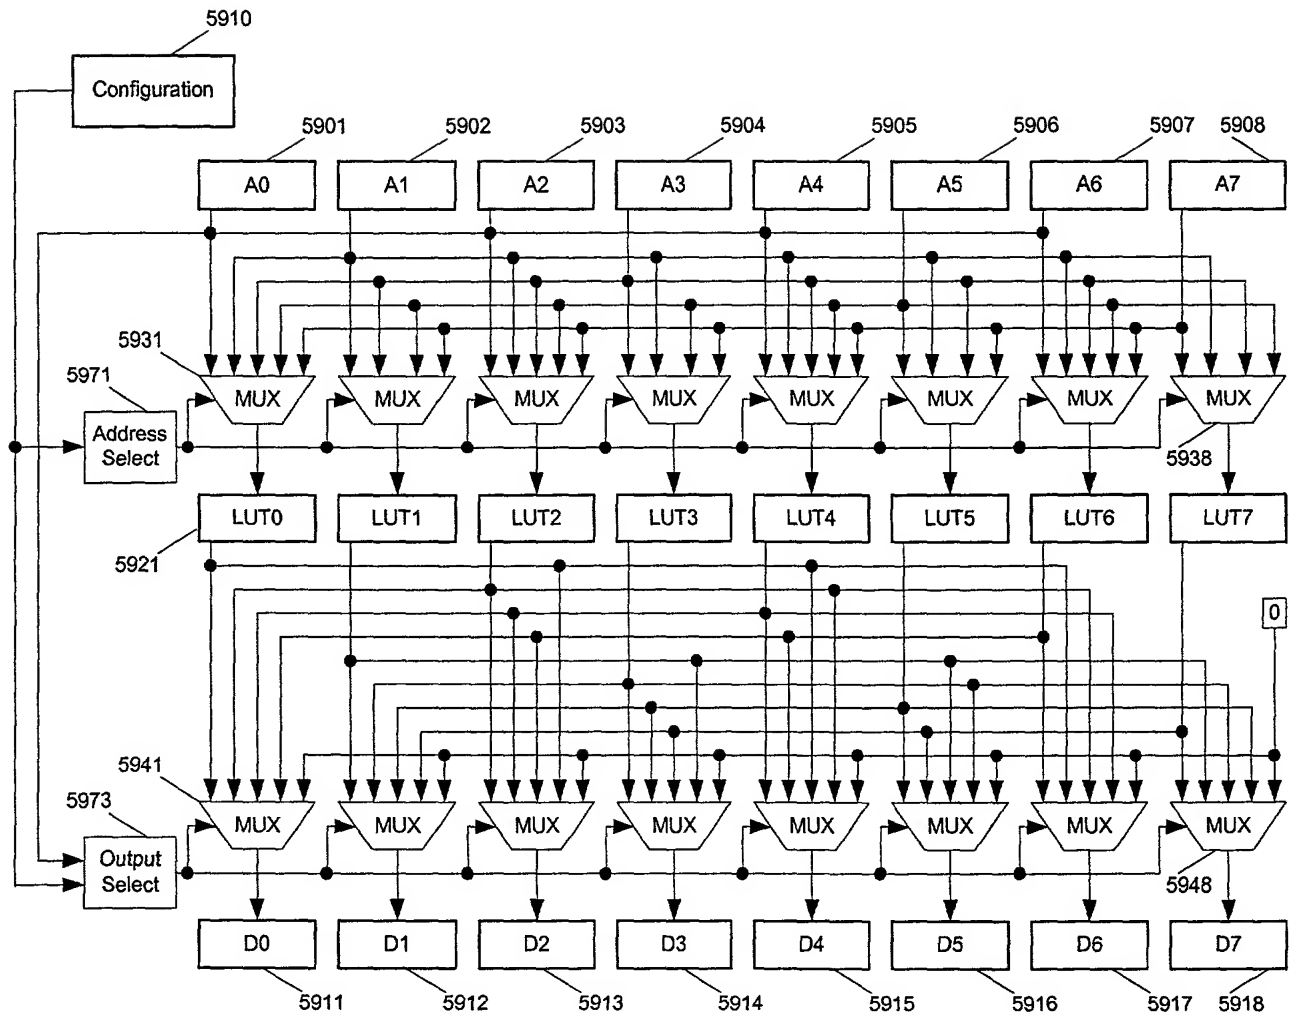 5910
Configuration
5901 5902 5903 5904 5905 5906 5907 5908
A0 A1 A2 A3 A4 A5 A6 A7
5931
5971
MUX MUX MUX MUX MUX MUX MUX MUX
Address
Select
5938
LUT0 LUT1 LUT2 LUT3 LUT4 LUT5 LUT6 LUT7
5921
0
5941
5973
MUX MUX MUX MUX MUX MUX MUX MUX
Output
Select
5948
D0 D1 D2 D3 D4 D5 D6 D7
5911 5912 5913 5914 5915 5916 5917 5918